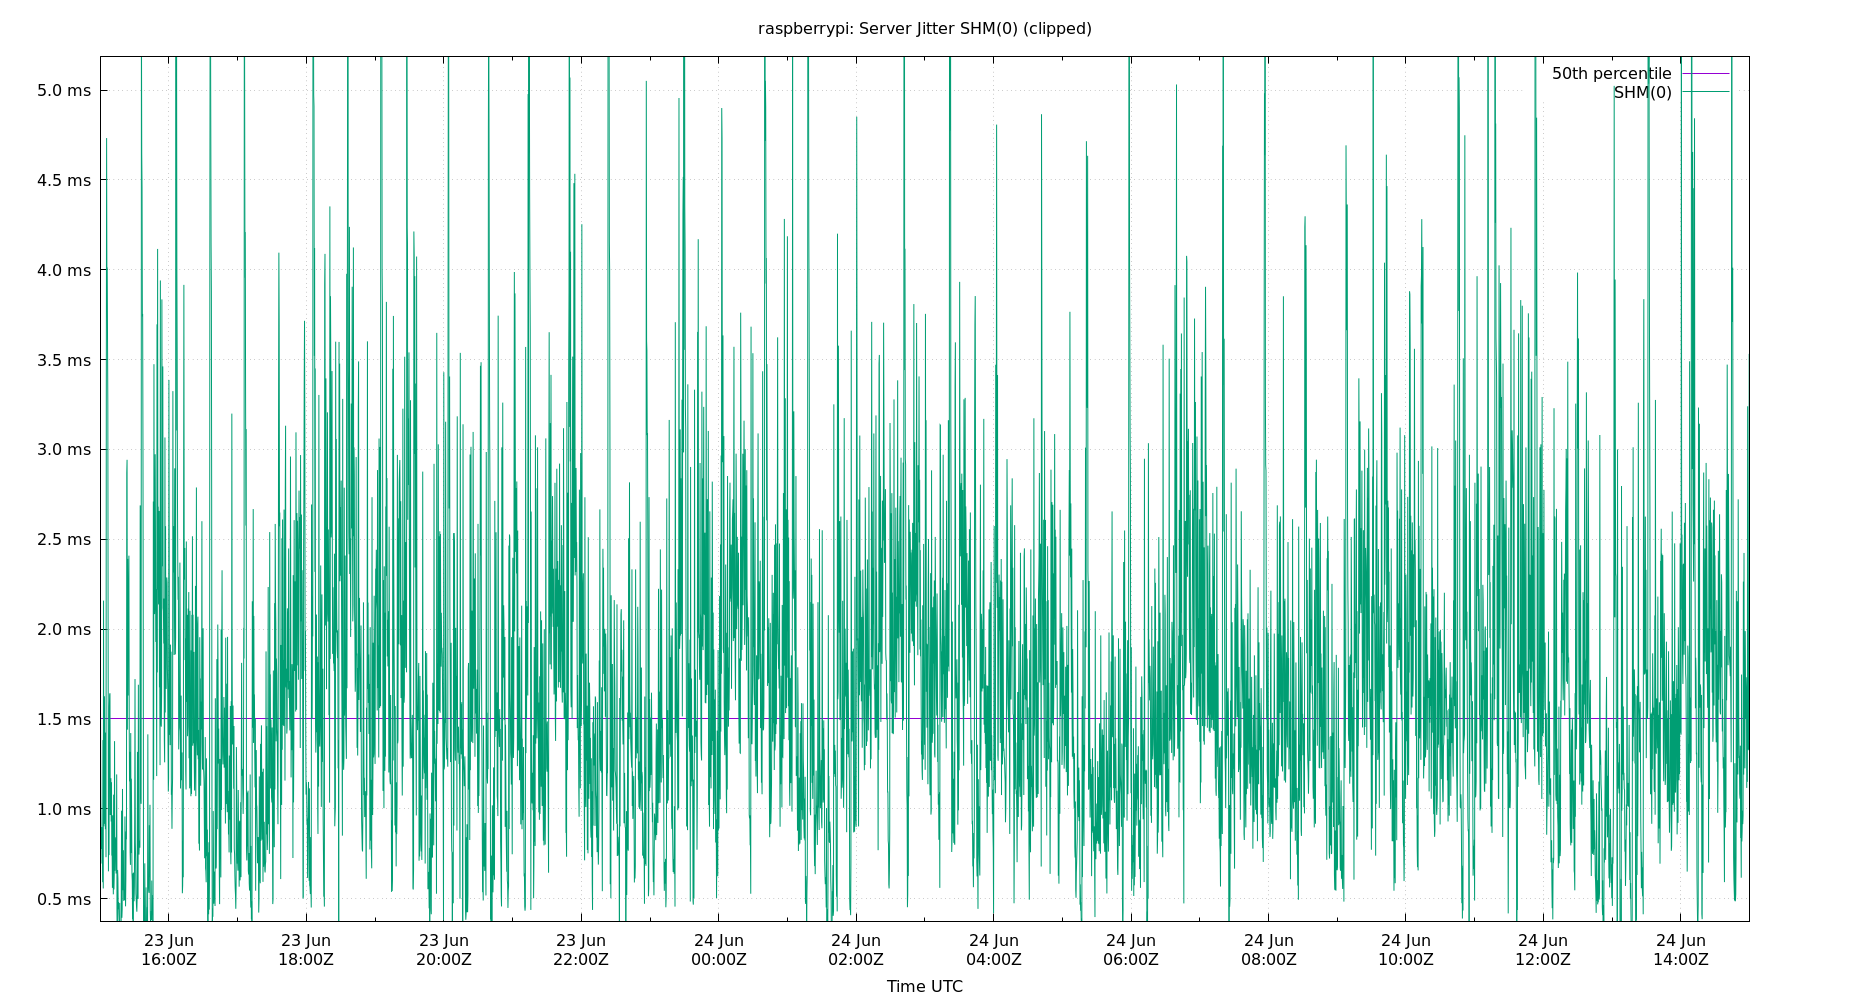 raspberrypi: Server Jitter SHM(0) (clipped)
50th percentile
SHM(0)
5.0 ms
4.5 ms
4.0 ms
3.5 ms
3.0 ms
2.5 ms
2.0 ms
1.5 ms
1.0 ms
0.5 ms
23 Jun 23 Jun 23 Jun 23 Jun 24 Jun 24 Jun 24 Jun 24 Jun 24 Jun 24 Jun 24 Jun 24 Jun
16:00Z 18:00Z 20:00Z 22:00Z 00:00Z 02:00Z 04:00Z 06:00Z 08:00Z 10:00Z 12:00Z 14:00Z
Time UTC